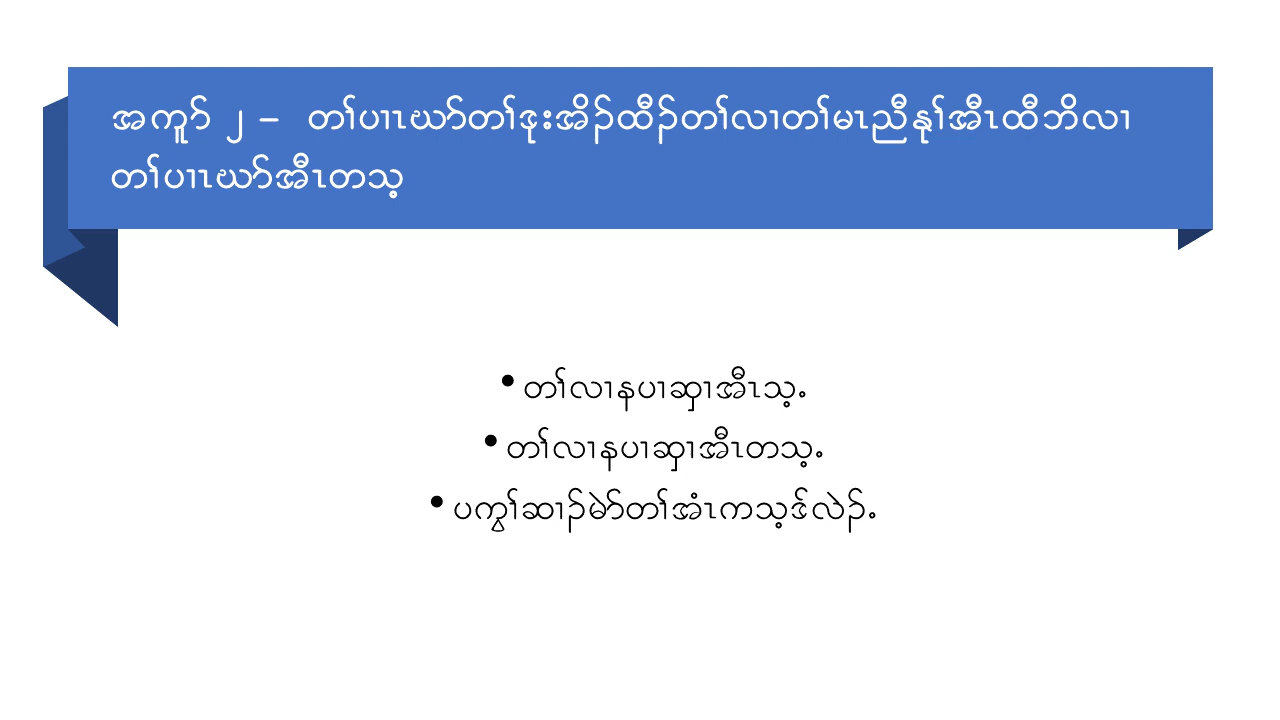 အကူာ် ၂ – တၢ်ပၢၤဃာ်တၢ်ဒုးအိၣ်ထီၣ်တၢ်လၢတၢ်မၤညီနုၢ်အီၤထီဘိလၢ
တၢ်ပၢၤဃာ်အီၤတသ့
• တၢ်လၢနပၢဆှၢအီၤသ့.
• တၢ်လၢနပၢဆှၢအီၤတသ့.
• ပကွၢ်ဆၢၣ်မဲာ်တၢ်အံၤကသ့ဒ်လဲၣ်.